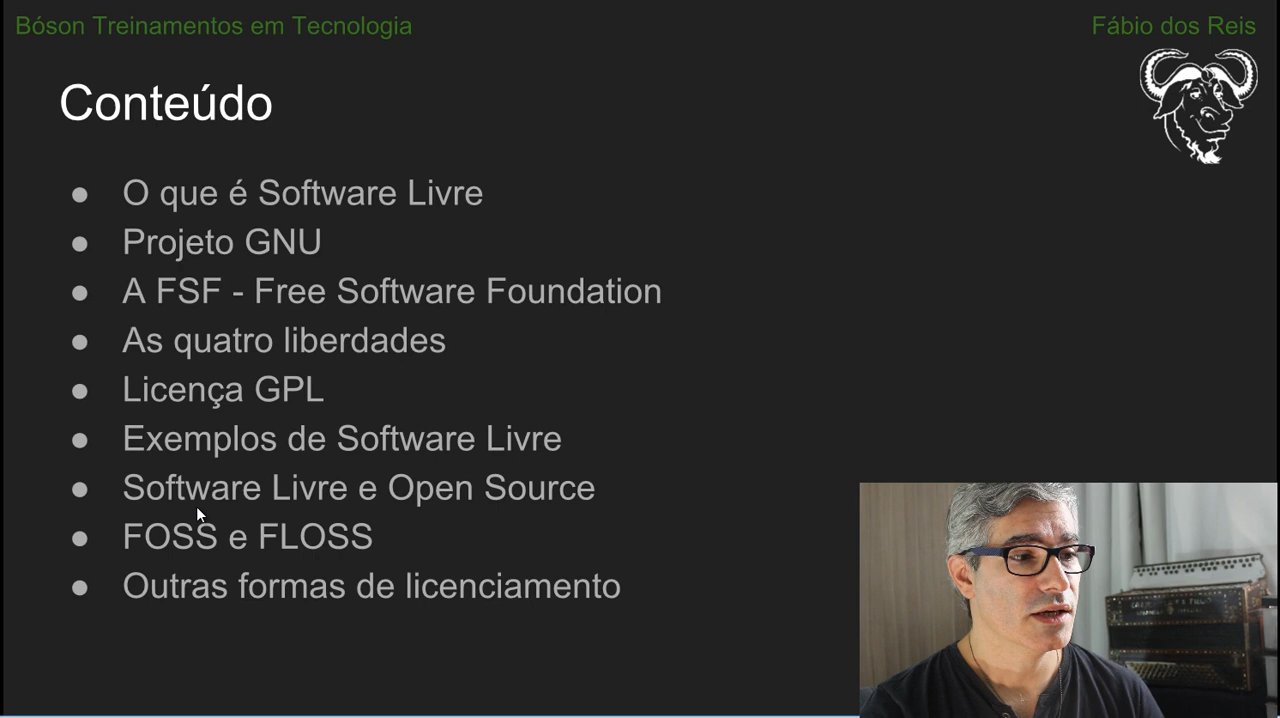 Bóson Treinamentos em Tecnologia
Fábio dos Reis
Conteúdo
● O que é Software Livre
● Projeto GNU
● A FSF - Free Software Foundation
● As quatro liberdades
● Licença GPL
● Exemplos de Software Livre
● Software Livre e Open Source
● FOSS e FLOSS
● Outras formas de licenciamento